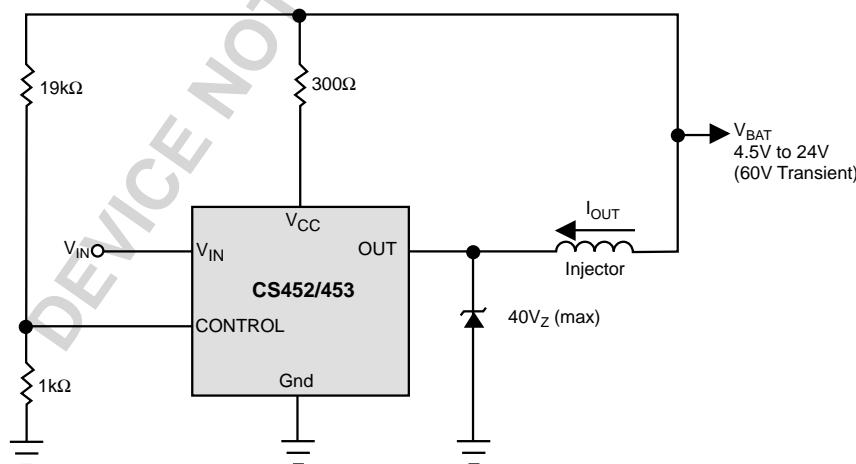 DEVICE NOT
19kΩ
300Ω
V_BAT
4.5V to 24V
(60V Transient)
V_CC
I_OUT
V_IN
V_IN
OUT
Injector
CS452/453
40V_Z (max)
CONTROL
Gnd
1kΩ